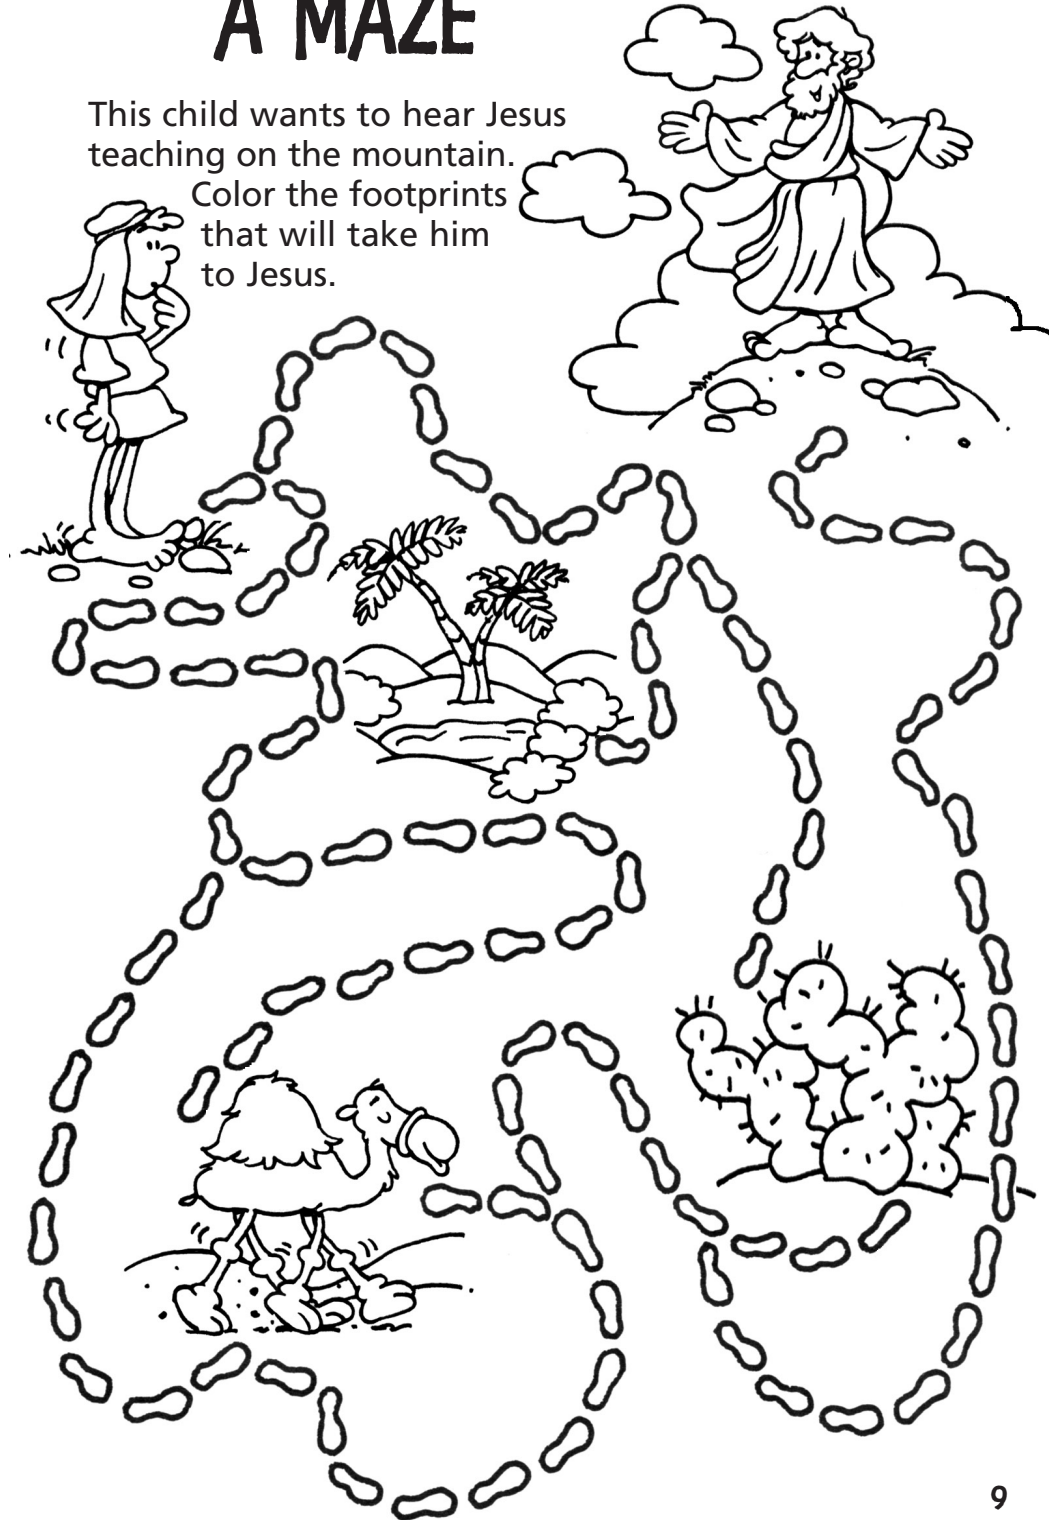 A MAZE
This child wants to hear Jesus
teaching on the mountain.
Color the footprints
that will take him
to Jesus.
9